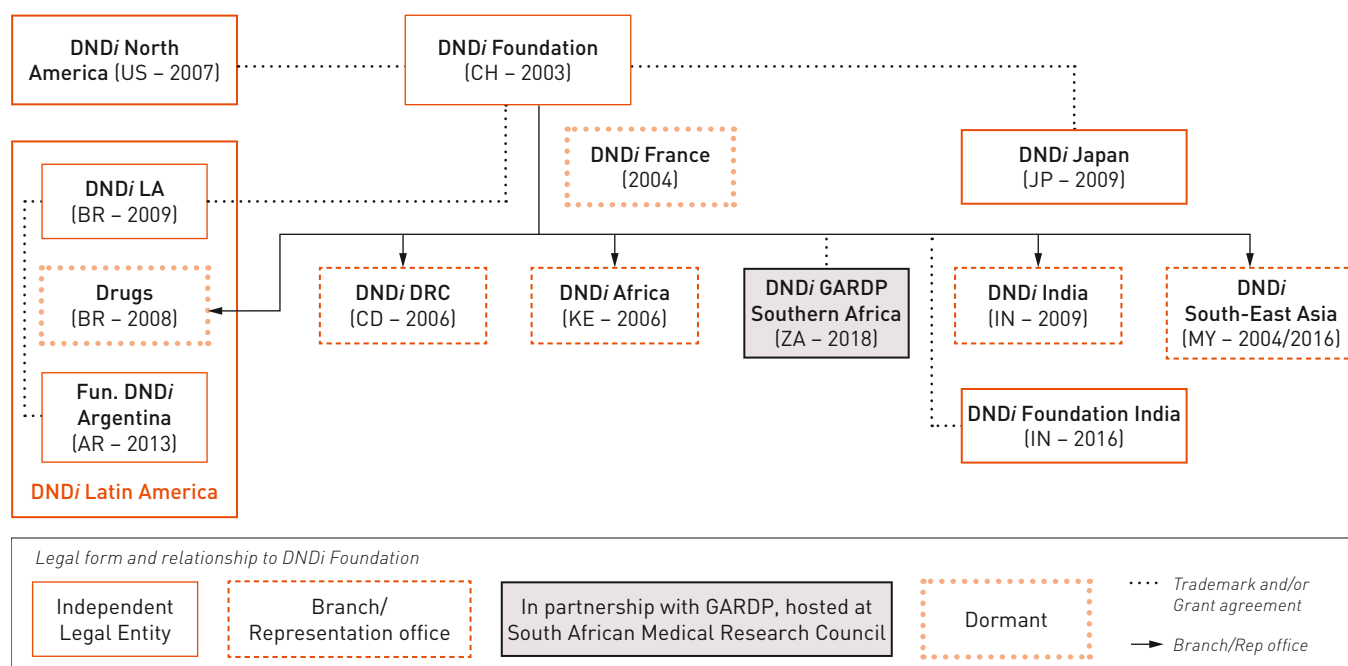 DNDi North
America (US – 2007)
DNDi Foundation
(CH – 2003)
DNDi France
(2004)
DNDi Japan
(JP – 2009)
DNDi LA
(BR – 2009)
Drugs
(BR – 2008)
Fun. DNDi
Argentina
(AR – 2013)
DNDi Latin America
DNDi DRC
(CD – 2006)
DNDi Africa
(KE – 2006)
DNDi GARDP
Southern Africa
(ZA – 2018)
DNDi India
(IN – 2009)
DNDi
South-East Asia
(MY – 2004/2016)
DNDi Foundation India
(IN – 2016)
Legal form and relationship to DNDi Foundation
Independent
Legal Entity
Branch/
Representation office
In partnership with GARDP, hosted at
South African Medical Research Council
Dormant
Trademark and/or
Grant agreement
Branch/Rep office